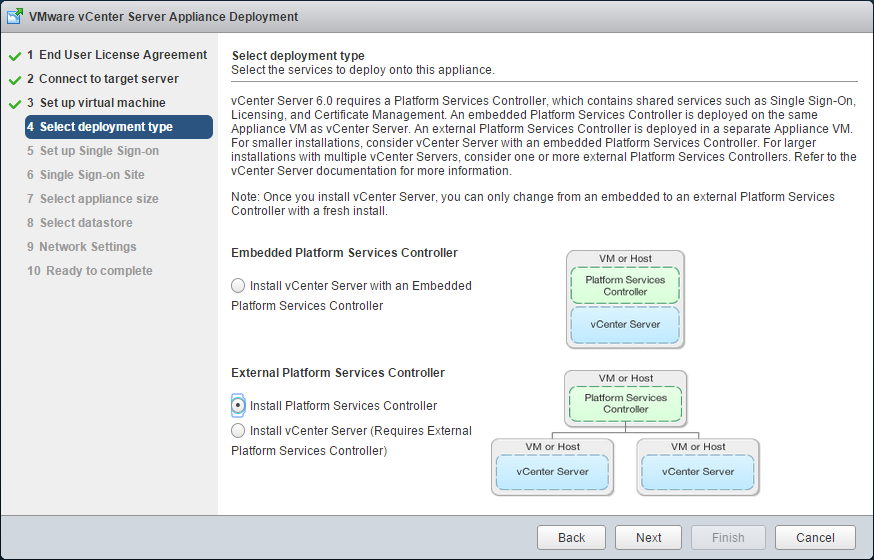 VMware vCenter Server Appliance Deployment
1 End User License Agreement
2 Connect to target server
3 Set up virtual machine
4 Select deployment type
5 Set up Single Sign-on
6 Single Sign-on Site
7 Select appliance size
8 Select datastore
9 Network Settings
10 Ready to complete
Select deployment type
Select the services to deploy onto this appliance.
vCenter Server 6.0 requires a Platform Services Controller, which contains shared services such as Single Sign-On,
Licensing, and Certificate Management. An embedded Platform Services Controller is deployed on the same
Appliance VM as vCenter Server. An external Platform Services Controller is deployed in a separate Appliance VM.
For smaller installations, consider vCenter Server with an embedded Platform Services Controller. For larger
installations with multiple vCenter Servers, consider one or more external Platform Services Controllers. Refer to the
vCenter Server documentation for more information.
Note: Once you install vCenter Server, you can only change from an embedded to an external Platform Services
Controller with a fresh install.
Embedded Platform Services Controller
Install vCenter Server with an Embedded
Platform Services Controller
VM or Host
Platform Services
Controller
vCenter Server
External Platform Services Controller
Install Platform Services Controller
Install vCenter Server (Requires External
Platform Services Controller)
VM or Host
Platform Services
Controller
VM or Host
vCenter Server
VM or Host
vCenter Server
Back
Next
Finish
Cancel